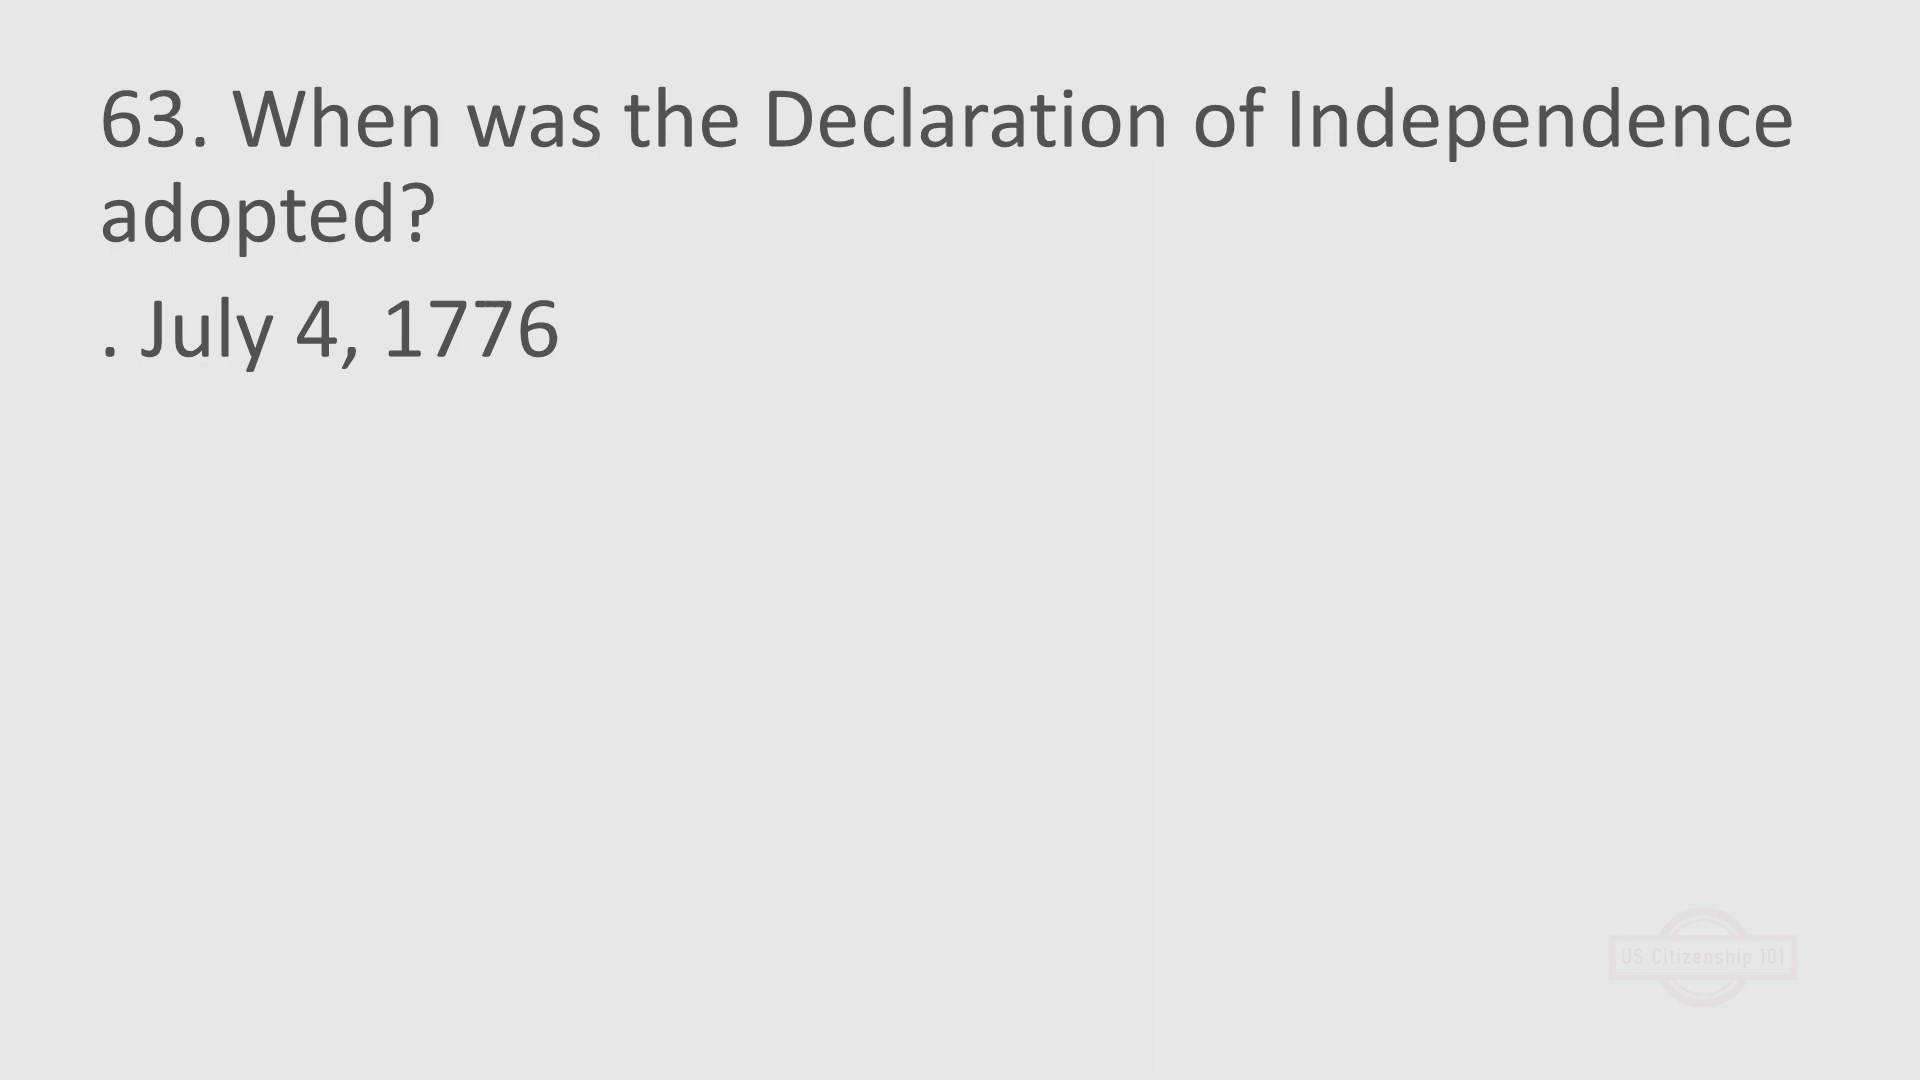 63. When was the Declaration of Independence
adopted?
. July 4, 1776
US Citizenship 101